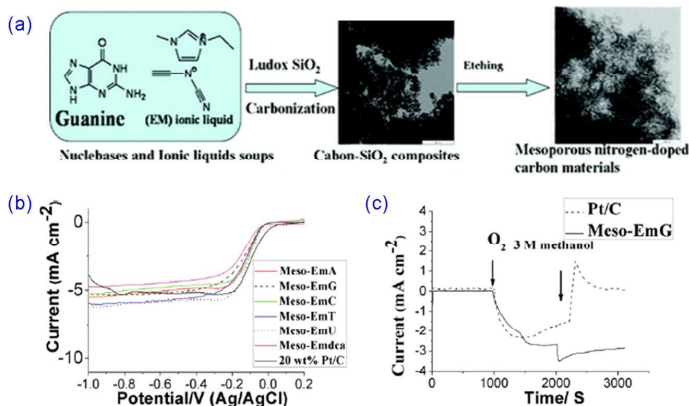 (a)
O
N
NH
N
H
N
NH₂
Guanine
N
N
N
N
(EM) ionic liquid
Nuclebases and Ionic liquids soups
Ludox SiO₂
Carbonization
Cabon-SiO₂ composites
Etching
Mesoporous nitrogen-doped
carbon materials
(b)
Current (mA cm⁻²)
0
-5
-10
Meso-EmA
Meso-EmG
Meso-EmC
Meso-EmT
Meso-EmU
Meso-Emdca
20 wt% Pt/C
-1.0 -0.8 -0.6 -0.4 -0.2 0.0 0.2
Potential/V (Ag/AgCl)
(c)
Current (mA cm⁻²)
4
3
2
1
0
-1
-2
-3
-4
Pt/C
Meso-EmG
O₂ 3 M methanol
0 1000 2000 3000
Time/ S